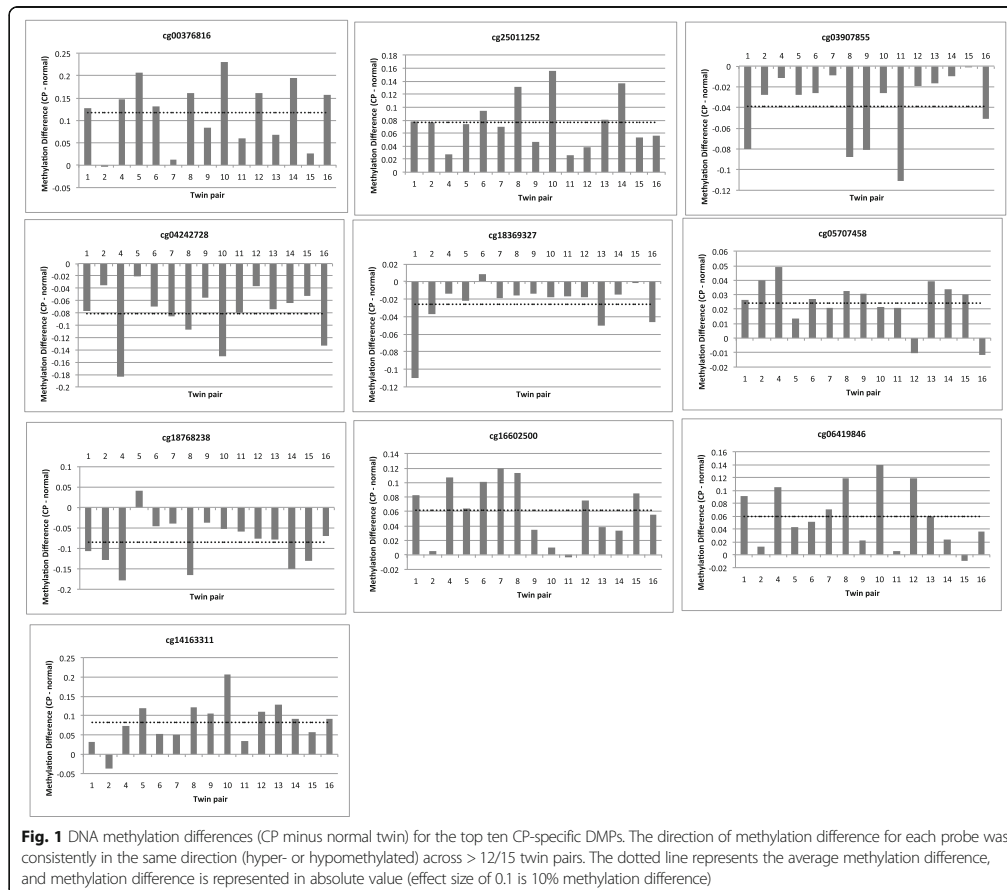 cg00376816
Methylation Difference (CP - normal)
0.25
0.2
0.15
0.1
0.05
0
-0.05
1 2 4 5 6 7 8 9 10 11 12 13 14 15 16
Twin pair
cg25011252
Methylation Difference (CP - normal)
0.18
0.16
0.14
0.12
0.1
0.08
0.06
0.04
0.02
0
1 2 4 5 6 7 8 9 10 11 12 13 14 15 16
Twin pair
cg03907855
Methylation Difference (CP - normal)
1 2 4 5 6 7 8 9 10 11 12 13 14 15 16
0
-0.02
-0.04
-0.06
-0.08
-0.1
-0.12
Twin pair
cg04242728
Methylation Difference (CP - normal)
1 2 4 5 6 7 8 9 10 11 12 13 14 15 16
0
-0.02
-0.04
-0.06
-0.08
-0.1
-0.12
-0.14
-0.16
-0.18
-0.2
Twin pair
cg18369327
Methylation Difference (CP - normal)
1 2 4 5 6 7 8 9 10 11 12 13 14 15 16
0.02
0
-0.02
-0.04
-0.06
-0.08
-0.1
-0.12
Twin pair
cg05707458
Methylation Difference (CP - normal)
0.06
0.05
0.04
0.03
0.02
0.01
0
-0.01
-0.02
1 2 4 5 6 7 8 9 10 11 12 13 14 15 16
Twin pair
cg18768238
Methylation Difference (CP - normal)
1 2 4 5 6 7 8 9 10 11 12 13 14 15 16
0.1
0.05
0
-0.05
-0.1
-0.15
-0.2
Twin pair
cg16602500
Methylation Difference (CP - normal)
0.14
0.12
0.1
0.08
0.06
0.04
0.02
0
-0.02
1 2 4 5 6 7 8 9 10 11 12 13 14 15 16
Twin pair
cg06419846
Methylation Difference (CP - normal)
0.16
0.14
0.12
0.1
0.08
0.06
0.04
0.02
0
-0.02
1 2 4 5 6 7 8 9 10 11 12 13 14 15 16
Twin pair
cg14163311
Methylation Difference (CP - normal)
0.25
0.2
0.15
0.1
0.05
0
-0.05
1 2 4 5 6 7 8 9 10 11 12 13 14 15 16
Twin pair
Fig. 1 DNA methylation differences (CP minus normal twin) for the top ten CP-specific DMPs. The direction of methylation difference for each probe was
consistently in the same direction (hyper- or hypomethylated) across > 12/15 twin pairs. The dotted line represents the average methylation difference,
and methylation difference is represented in absolute value (effect size of 0.1 is 10% methylation difference)